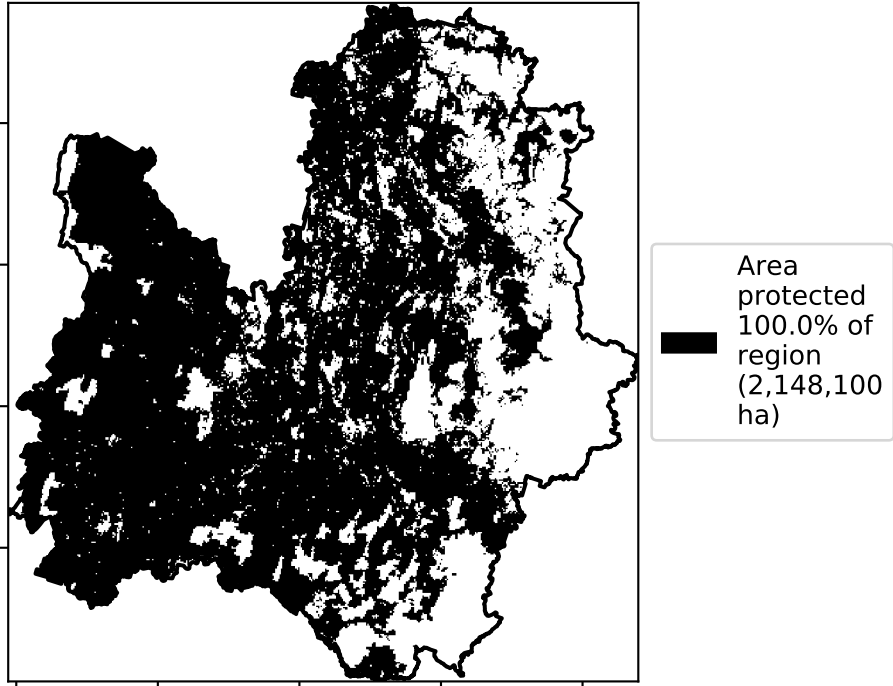 Area
protected
100.0% of
region
(2,148,100
ha)